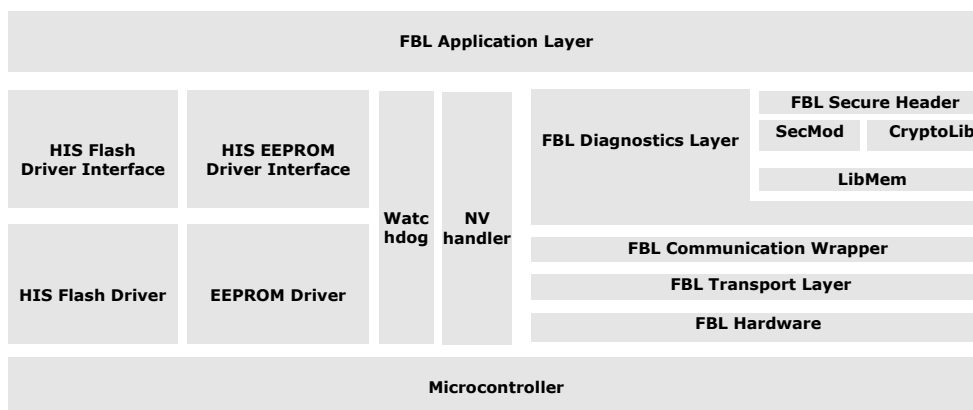 FBL Application Layer
HIS Flash
Driver Interface
HIS EEPROM
Driver Interface
Watc
hdog
NV
handler
FBL Diagnostics Layer
FBL Secure Header
SecMod
CryptoLib
LibMem
HIS Flash Driver
EEPROM Driver
FBL Communication Wrapper
FBL Transport Layer
FBL Hardware
Microcontroller